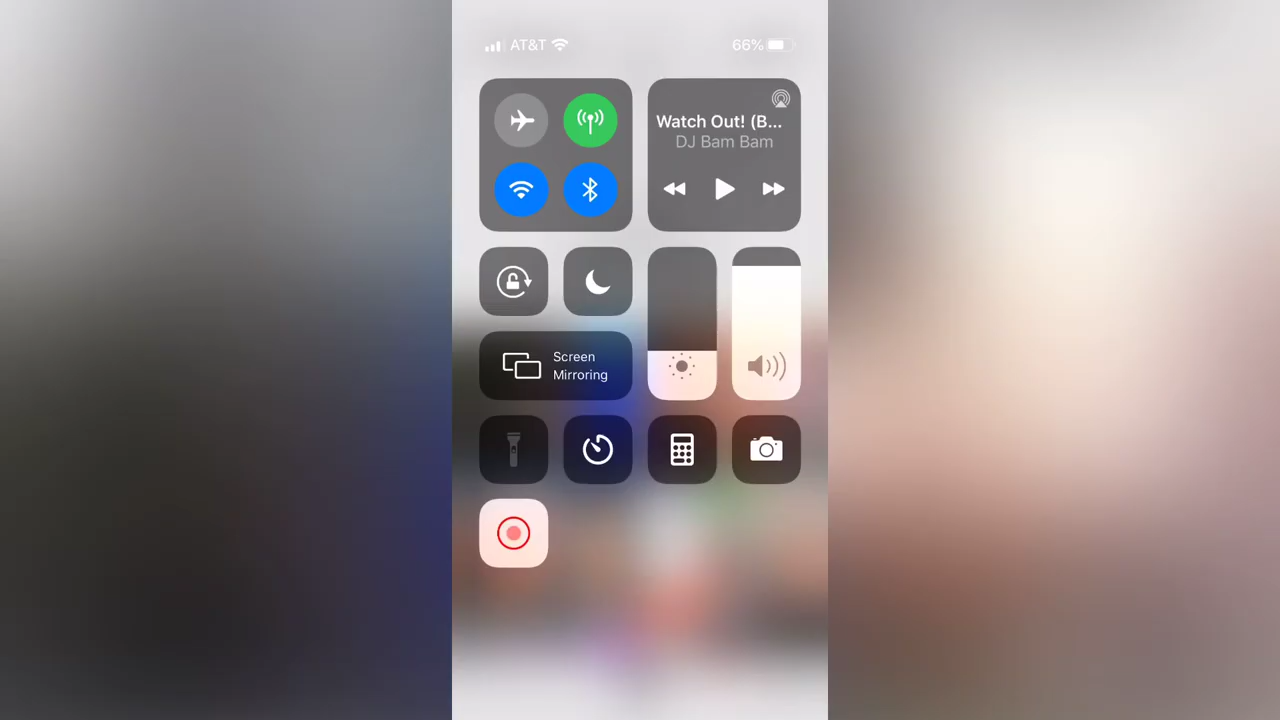 AT&T
66%
Watch Out! (B...
DJ Bam Bam
Screen
Mirroring